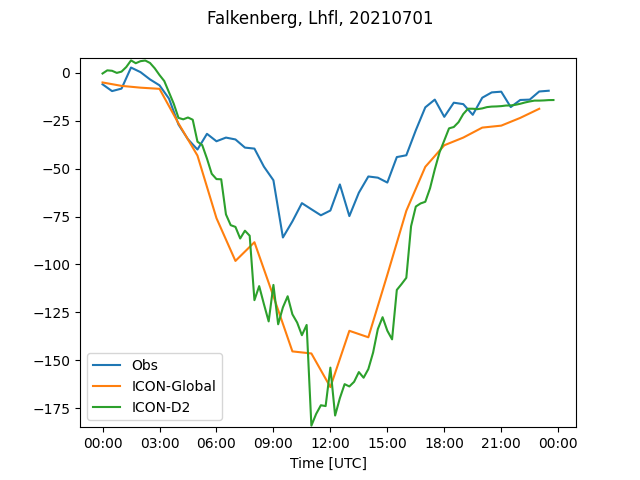 Falkenberg, Lhfl, 20210701
0
−25
−50
−75
−100
−125
−150
−175
Obs
ICON-Global
ICON-D2
00:00 03:00 06:00 09:00 12:00 15:00 18:00 21:00 00:00
Time [UTC]